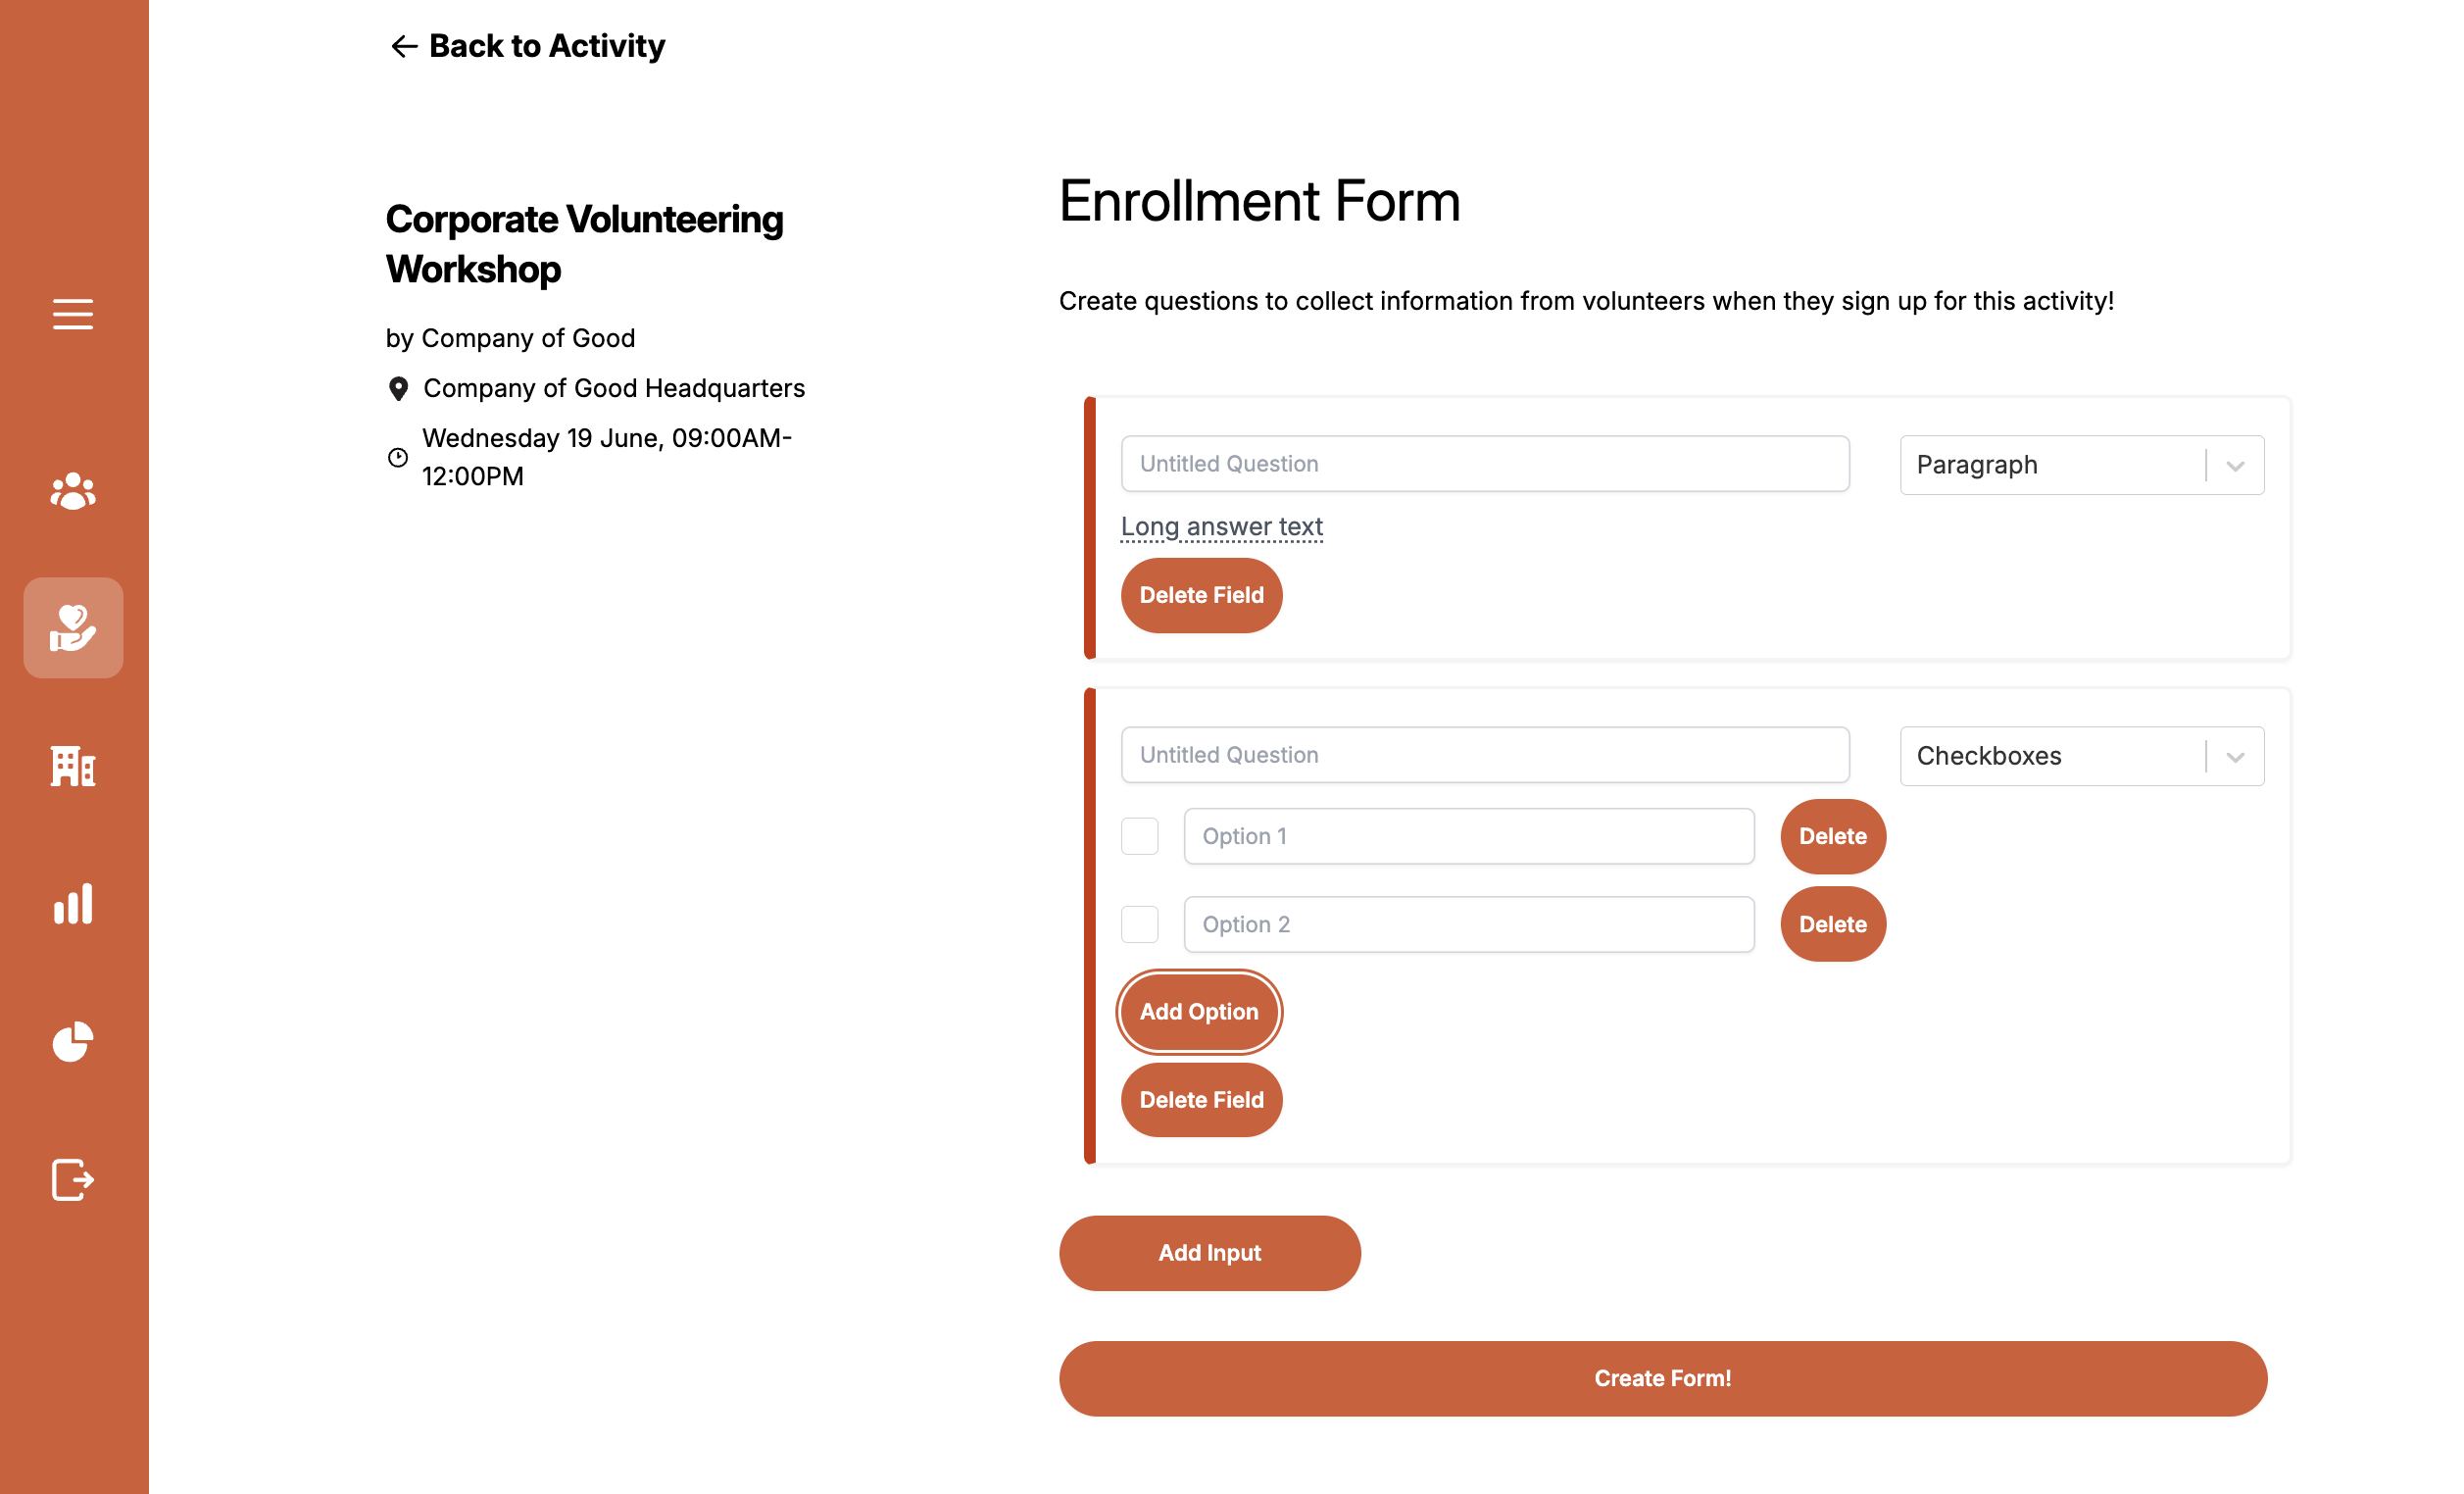 Back to Activity
Corporate Volunteering
Workshop
by Company of Good
Company of Good Headquarters
Wednesday 19 June, 09:00AM-
12:00PM
Enrollment Form
Create questions to collect information from volunteers when they sign up for this activity!
Untitled Question
Paragraph
Long answer text
Delete Field
Untitled Question
Checkboxes
Option 1
Delete
Option 2
Delete
Add Option
Delete Field
Add Input
Create Form!